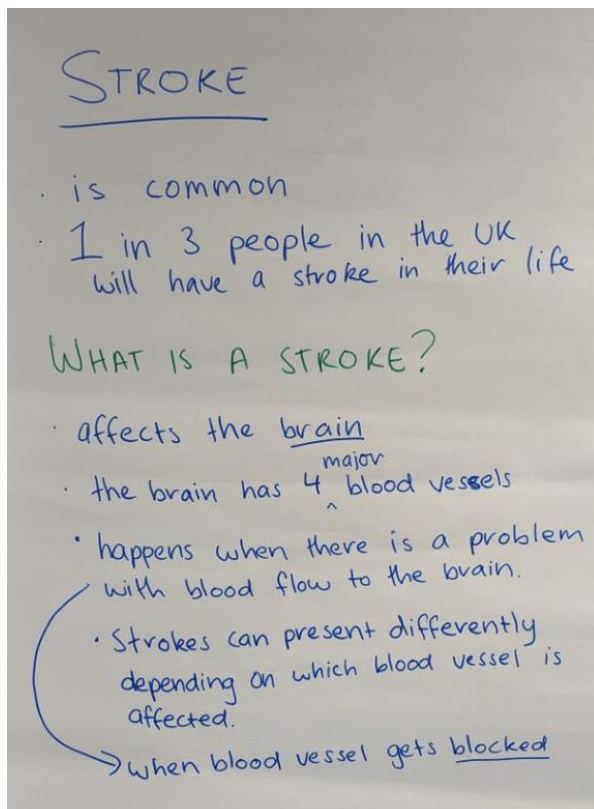 STROKE
· is common
· 1 in 3 people in the UK
will have a stroke in their life
WHAT IS A STROKE?
· affects the brain
major
· the brain has 4 ‸ blood vessels
· happens when there is a problem
with blood flow to the brain.
· Strokes can present differently
depending on which blood vessel is
affected.
→ when blood vessel gets blocked